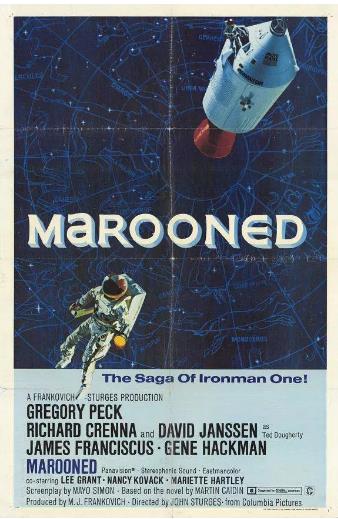 MAROONED
The Saga Of Ironman One!
A FRANKOVICH-STURGES PRODUCTION
GREGORY PECK
RICHARD CRENNA and DAVID JANSSEN as Ted Dougherty
JAMES FRANCISCUS · GENE HACKMAN
MAROONED Panavision® · Stereophonic Sound · Eastmancolor
co-starring LEE GRANT · NANCY KOVACK · MARIETTE HARTLEY
Screenplay by MAYO SIMON · Based on the novel by MARTIN CAIDIN
Produced by M. J. FRANKOVICH · Directed by JOHN STURGES · from Columbia Pictures